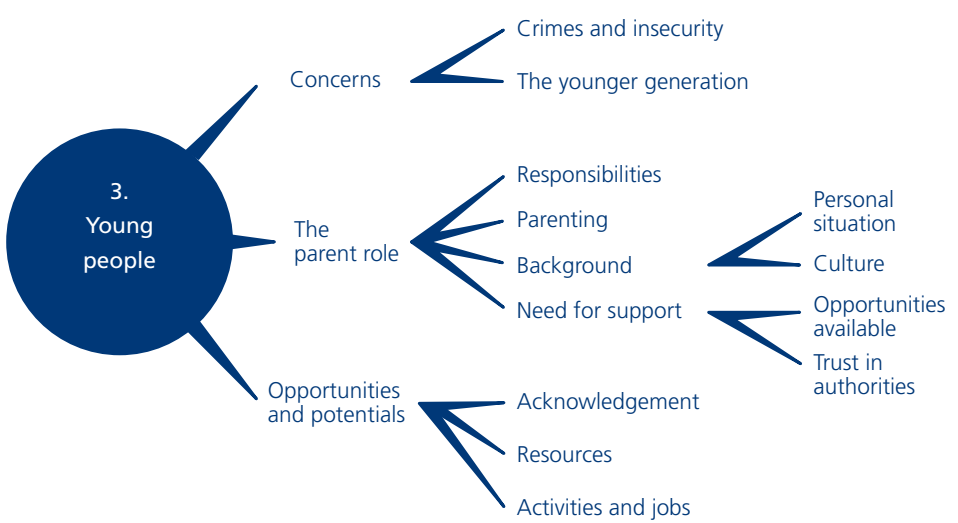 3.
Young
people
Concerns
Crimes and insecurity
The younger generation
The
parent role
Responsibilities
Parenting
Background
Need for support
Personal
situation
Culture
Opportunities
available
Trust in
authorities
Opportunities
and potentials
Acknowledgement
Resources
Activities and jobs